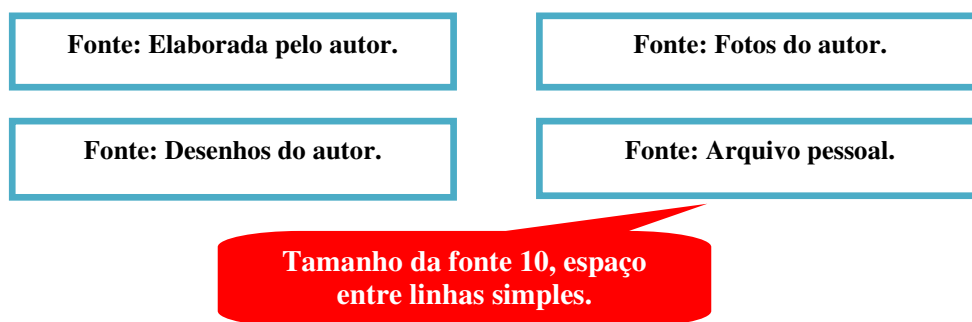 Fonte: Elaborada pelo autor.
Fonte: Fotos do autor.
Fonte: Desenhos do autor.
Fonte: Arquivo pessoal.
Tamanho da fonte 10, espaço
entre linhas simples.